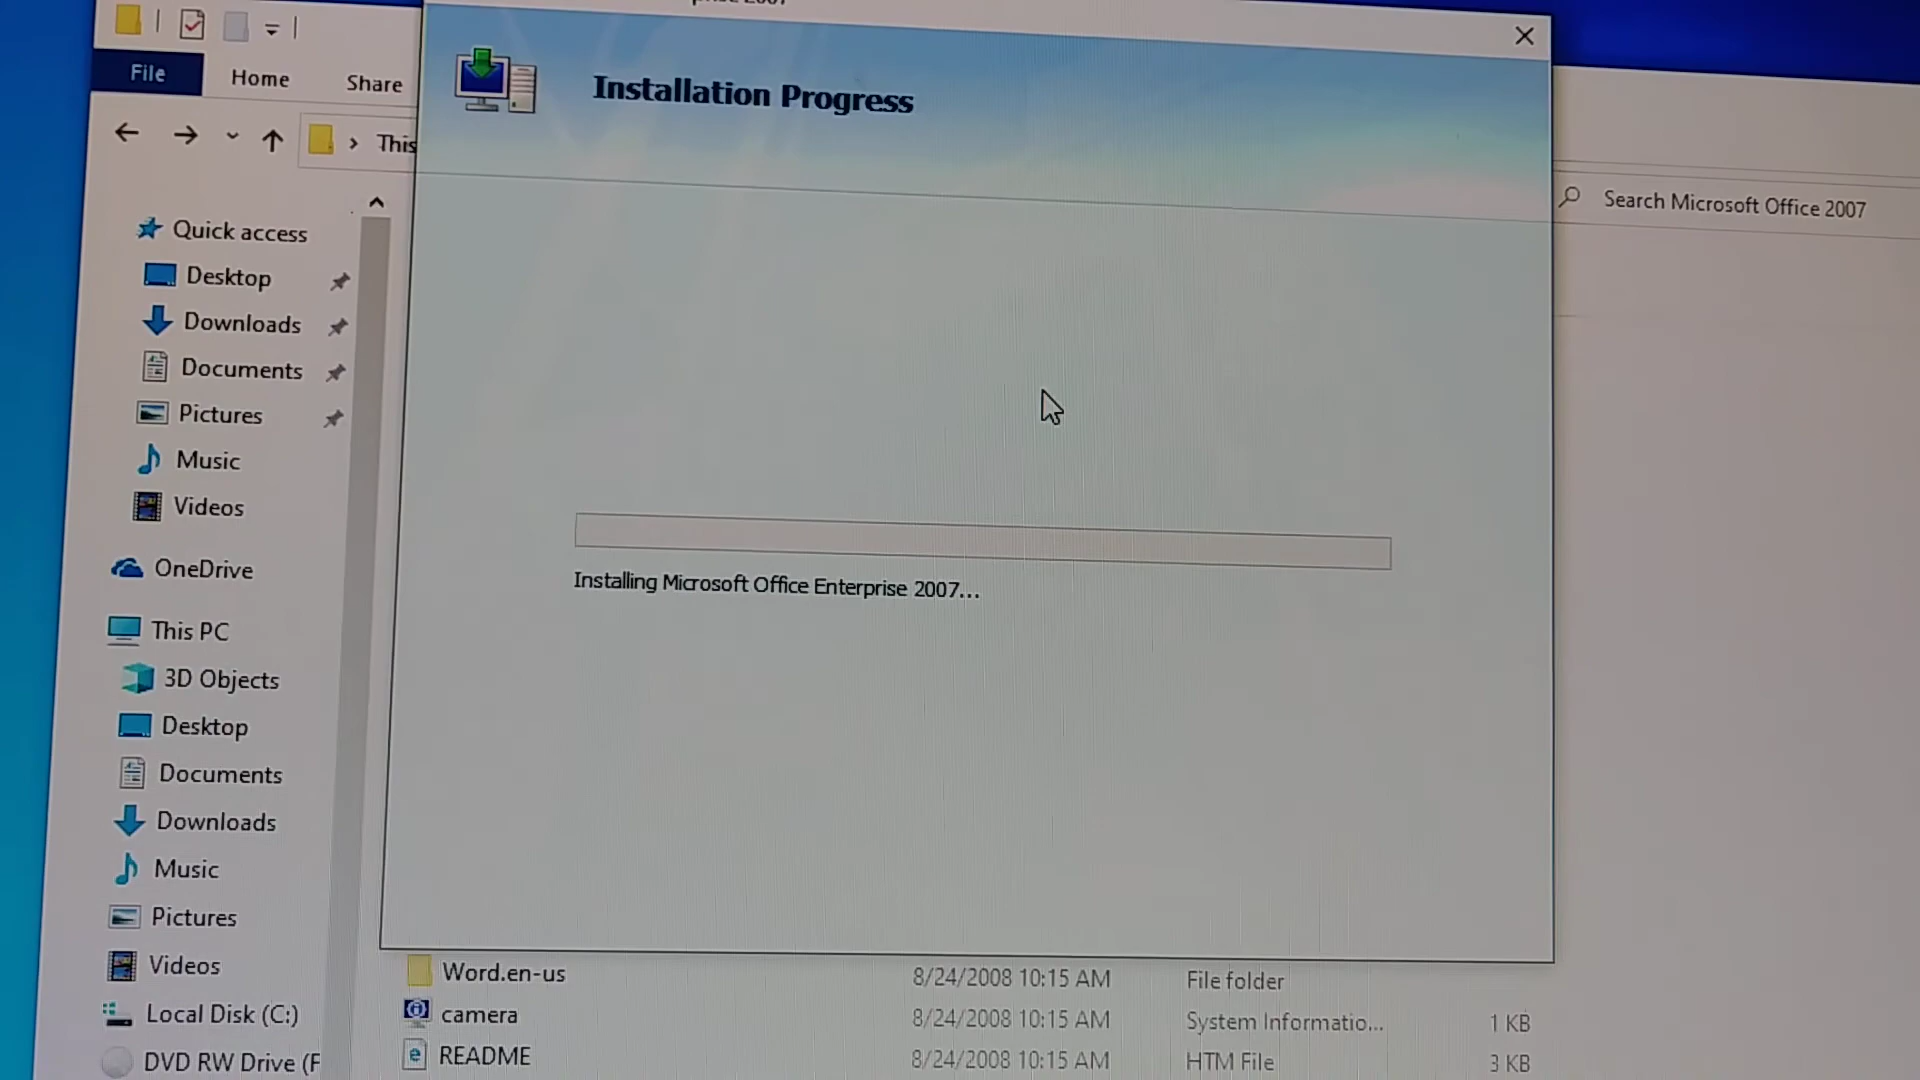 File Home Share
Installation Progress
This
Search Microsoft Office 2007
Quick access
Desktop
Downloads
Documents
Pictures
Music
Videos
OneDrive
This PC
3D Objects
Desktop
Documents
Downloads
Music
Pictures
Videos
Local Disk (C:)
DVD RW Drive (F
Installing Microsoft Office Enterprise 2007...
Word.en-us 8/24/2008 10:15 AM File folder
camera 8/24/2008 10:15 AM System Informatio... 1 KB
README 8/24/2008 10:15 AM HTM File 3 KB